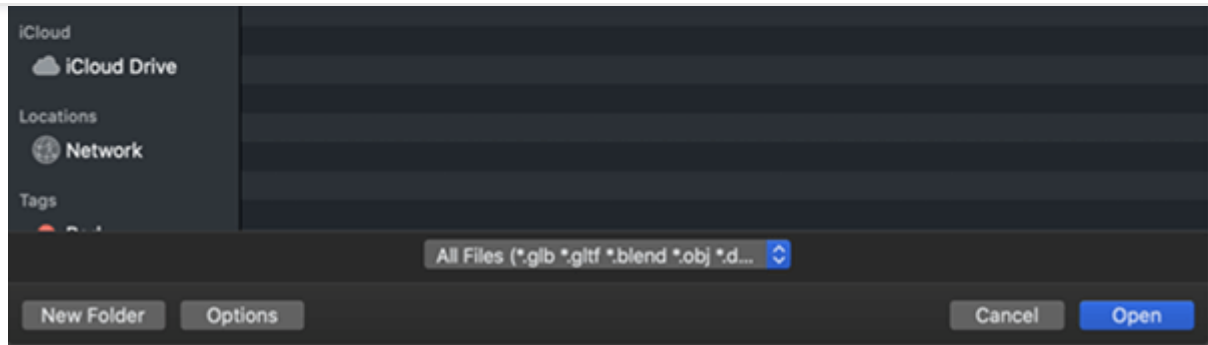 iCloud
iCloud Drive
Locations
Network
Tags
All Files (*.glb *.gltf *.blend *.obj *.d...
New Folder Options Cancel Open